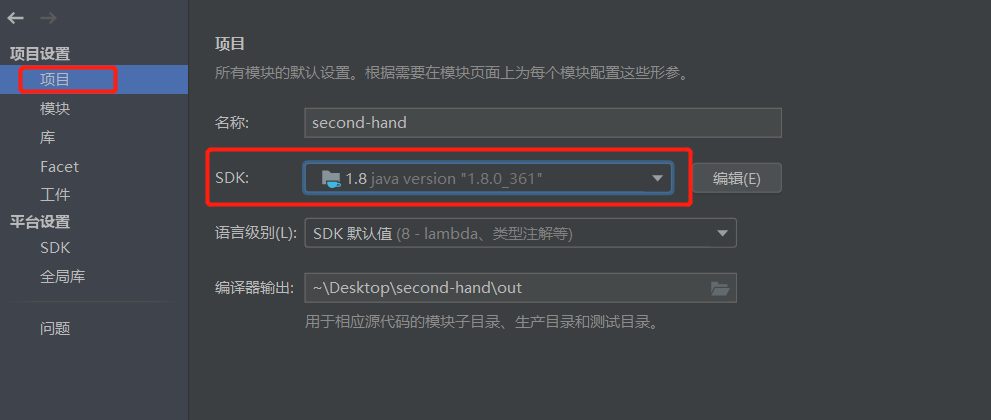 项目设置
项目
模块
库
Facet
工件
平台设置
SDK
全局库
问题
项目
所有模块的默认设置。根据需要在模块页面上为每个模块配置这些形参。
名称: second-hand
SDK: 1.8 java version "1.8.0_361" 编辑(E)
语言级别(L): SDK 默认值 (8 - lambda、类型注解等)
编译器输出: ~\Desktop\second-hand\out
用于相应源代码的模块子目录、生产目录和测试目录。